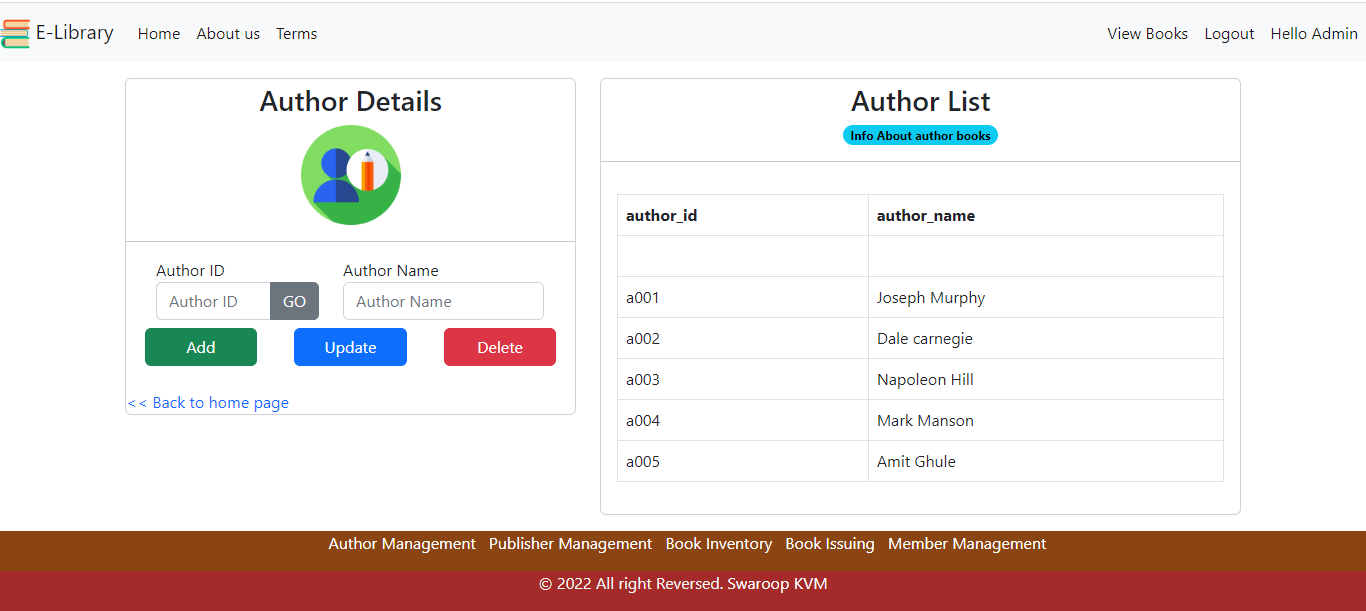 E-Library Home About us Terms View Books Logout Hello Admin
Author Details
Author ID Author Name
Author ID GO Author Name
Add Update Delete
<< Back to home page
Author List
Info About author books
author_id author_name
a001 Joseph Murphy
a002 Dale carnegie
a003 Napoleon Hill
a004 Mark Manson
a005 Amit Ghule
Author Management Publisher Management Book Inventory Book Issuing Member Management
© 2022 All right Reversed. Swaroop KVM